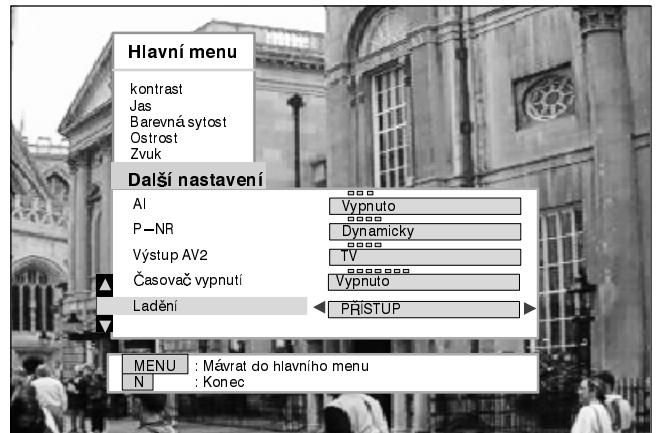 Hlavní menu
kontrast
Jas
Barevná sytost
Ostrost
Zvuk
Další nastavení
AI Vypnuto
P–NR Dynamicky
Výstup AV2 TV
Časovač vypnutí Vypnuto
Ladění PŘÍSTUP
MENU : Mávrat do hlavního menu
N : Konec